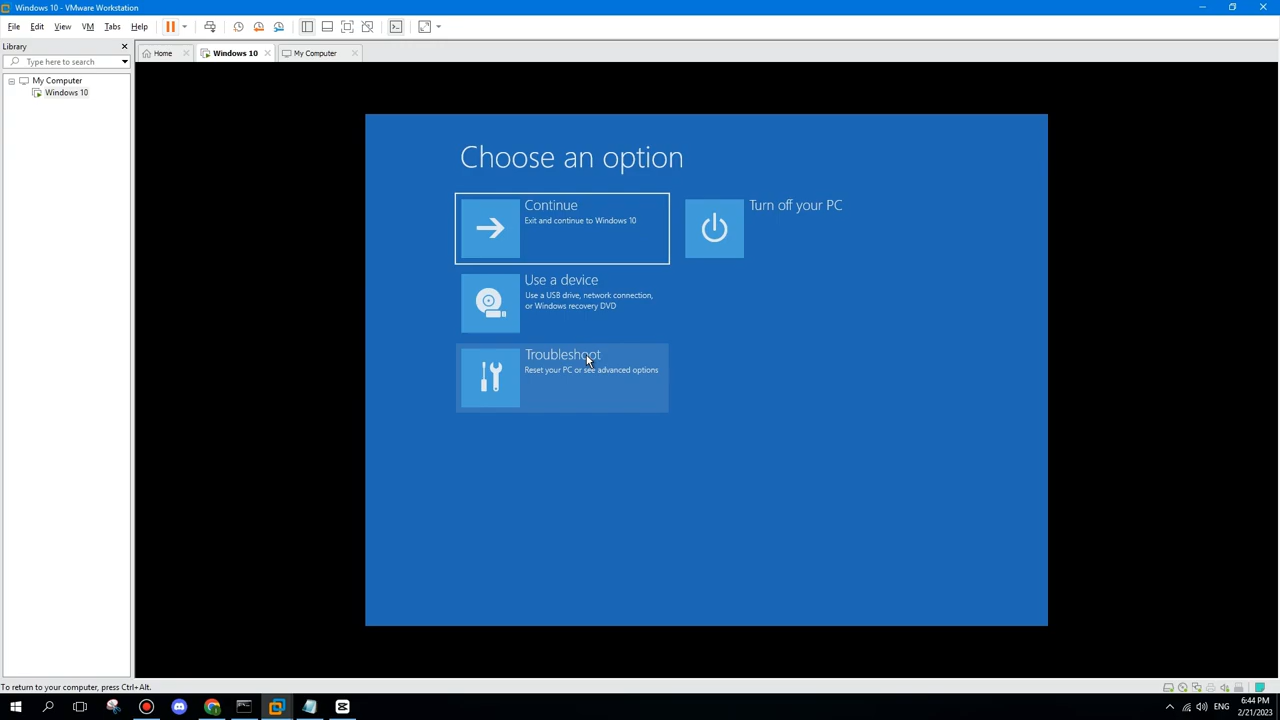 Windows 10 - VMware Workstation
File Edit View VM Tabs Help
Library
Type here to search
My Computer
Windows 10
Home
Windows 10
My Computer
Choose an option
Continue
Exit and continue to Windows 10
Turn off your PC
Use a device
Use a USB drive, network connection,
or Windows recovery DVD
Troubleshoot
Reset your PC or see advanced options
To return to your computer, press Ctrl+Alt.
ENG
6:44 PM
2/21/2023